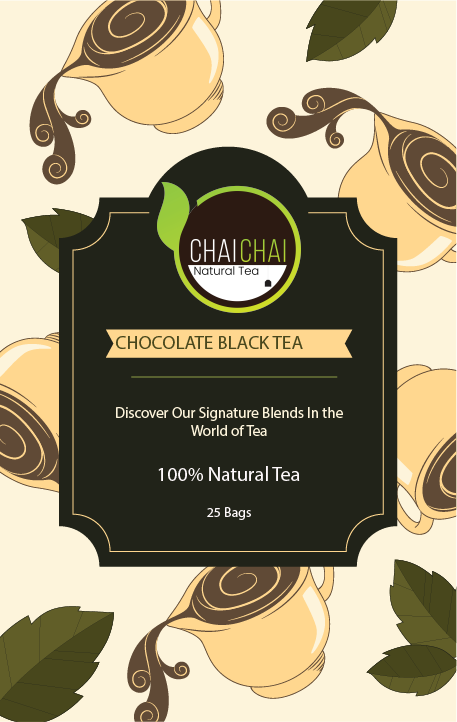 CHAICHAI
Natural Tea
CHOCOLATE BLACK TEA
Discover Our Signature Blends In the
World of Tea
100% Natural Tea
25 Bags